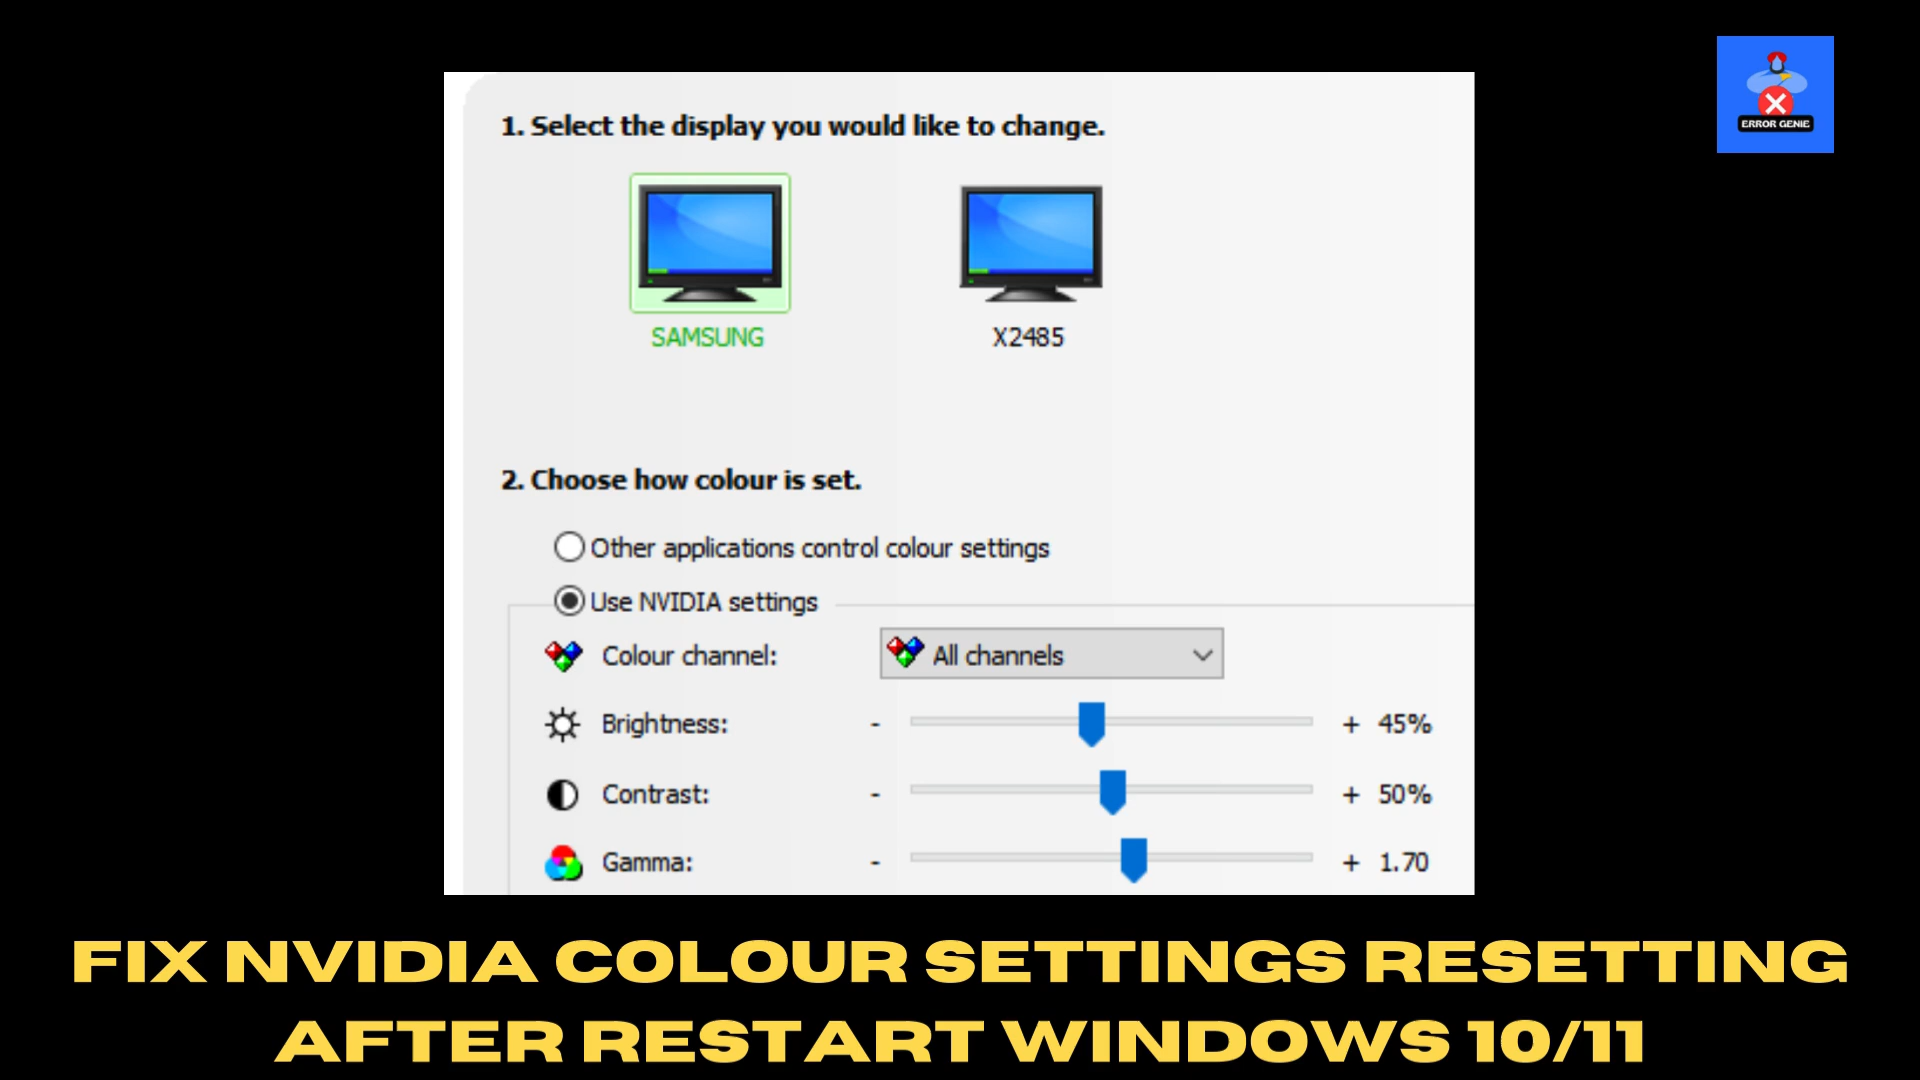 ERROR GENIE
1. Select the display you would like to change.
SAMSUNG
X2485
2. Choose how colour is set.
Other applications control colour settings
Use NVIDIA settings
Colour channel: All channels
Brightness: - + 45%
Contrast: - + 50%
Gamma: - + 1.70
FIX NVIDIA COLOUR SETTINGS RESETTING
AFTER RESTART WINDOWS 10/11